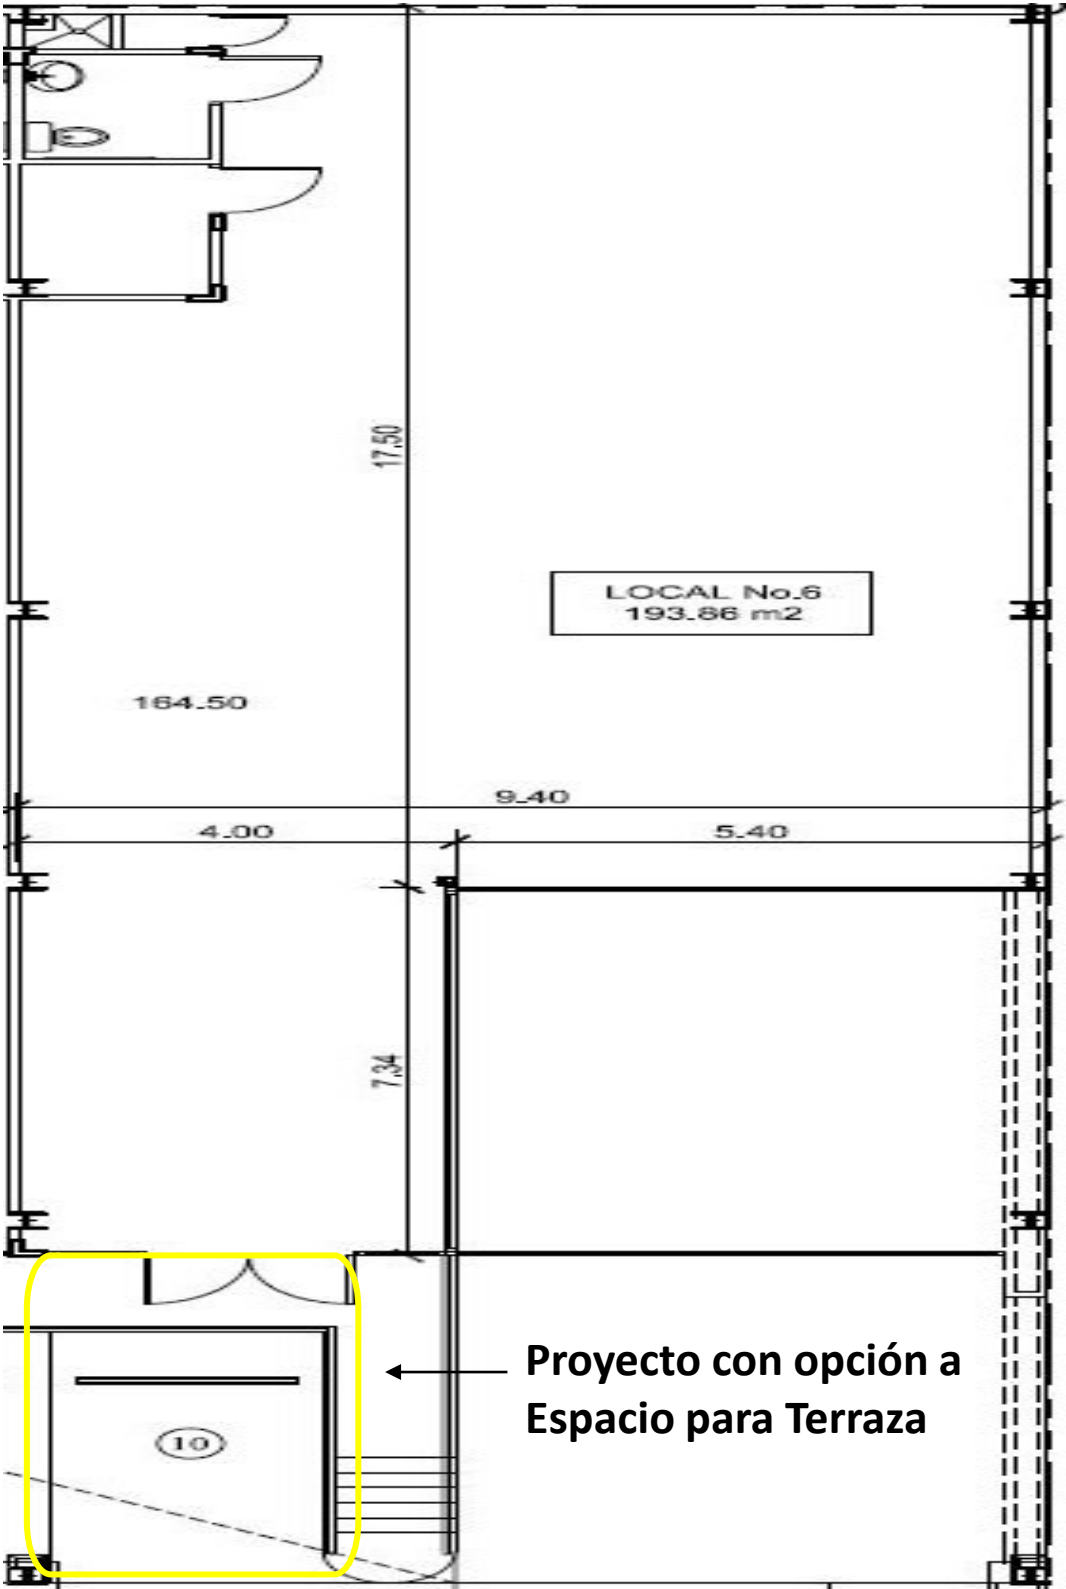 17.50
LOCAL No.6
193.86 m2
164.50
9.40
4.00
5.40
7.34
Proyecto con opción a
Espacio para Terraza
10